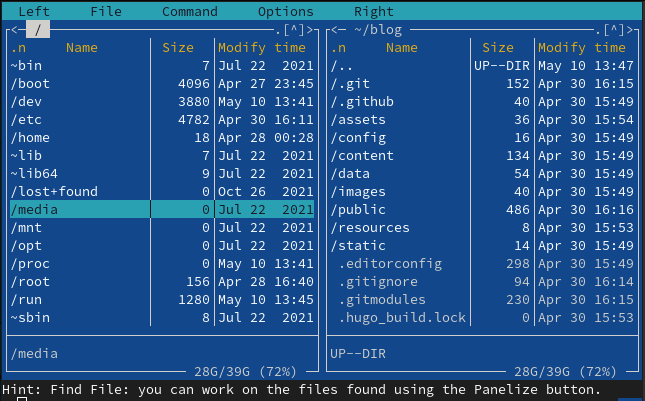 Left File Command Options Right
<─ / .[^]> <─ ~/blog .[^]>
.n Name Size Modify time .n Name Size Modify time
~bin 7 Jul 22 2021 /.. UP--DIR May 10 13:47
/boot 4096 Apr 27 23:45 /.git 152 Apr 30 16:15
/dev 3880 May 10 13:41 /.github 40 Apr 30 15:49
/etc 4782 Apr 30 16:11 /assets 36 Apr 30 15:54
/home 18 Apr 28 00:28 /config 16 Apr 30 15:49
~lib 7 Jul 22 2021 /content 134 Apr 30 15:49
~lib64 9 Jul 22 2021 /data 54 Apr 30 15:49
/lost+found 0 Oct 26 2021 /images 40 Apr 30 15:49
/media 0 Jul 22 2021 /public 486 Apr 30 16:16
/mnt 0 Jul 22 2021 /resources 8 Apr 30 15:53
/opt 0 Jul 22 2021 /static 14 Apr 30 15:49
/proc 0 May 10 13:41 .editorconfig 298 Apr 30 15:49
/root 156 Apr 28 16:40 .gitignore 94 Apr 30 16:14
/run 1280 May 10 13:45 .gitmodules 230 Apr 30 16:15
~sbin 8 Jul 22 2021 .hugo_build.lock 0 Apr 30 15:53
/media UP--DIR
28G/39G (72%) 28G/39G (72%)
Hint: Find File: you can work on the files found using the Panelize button.